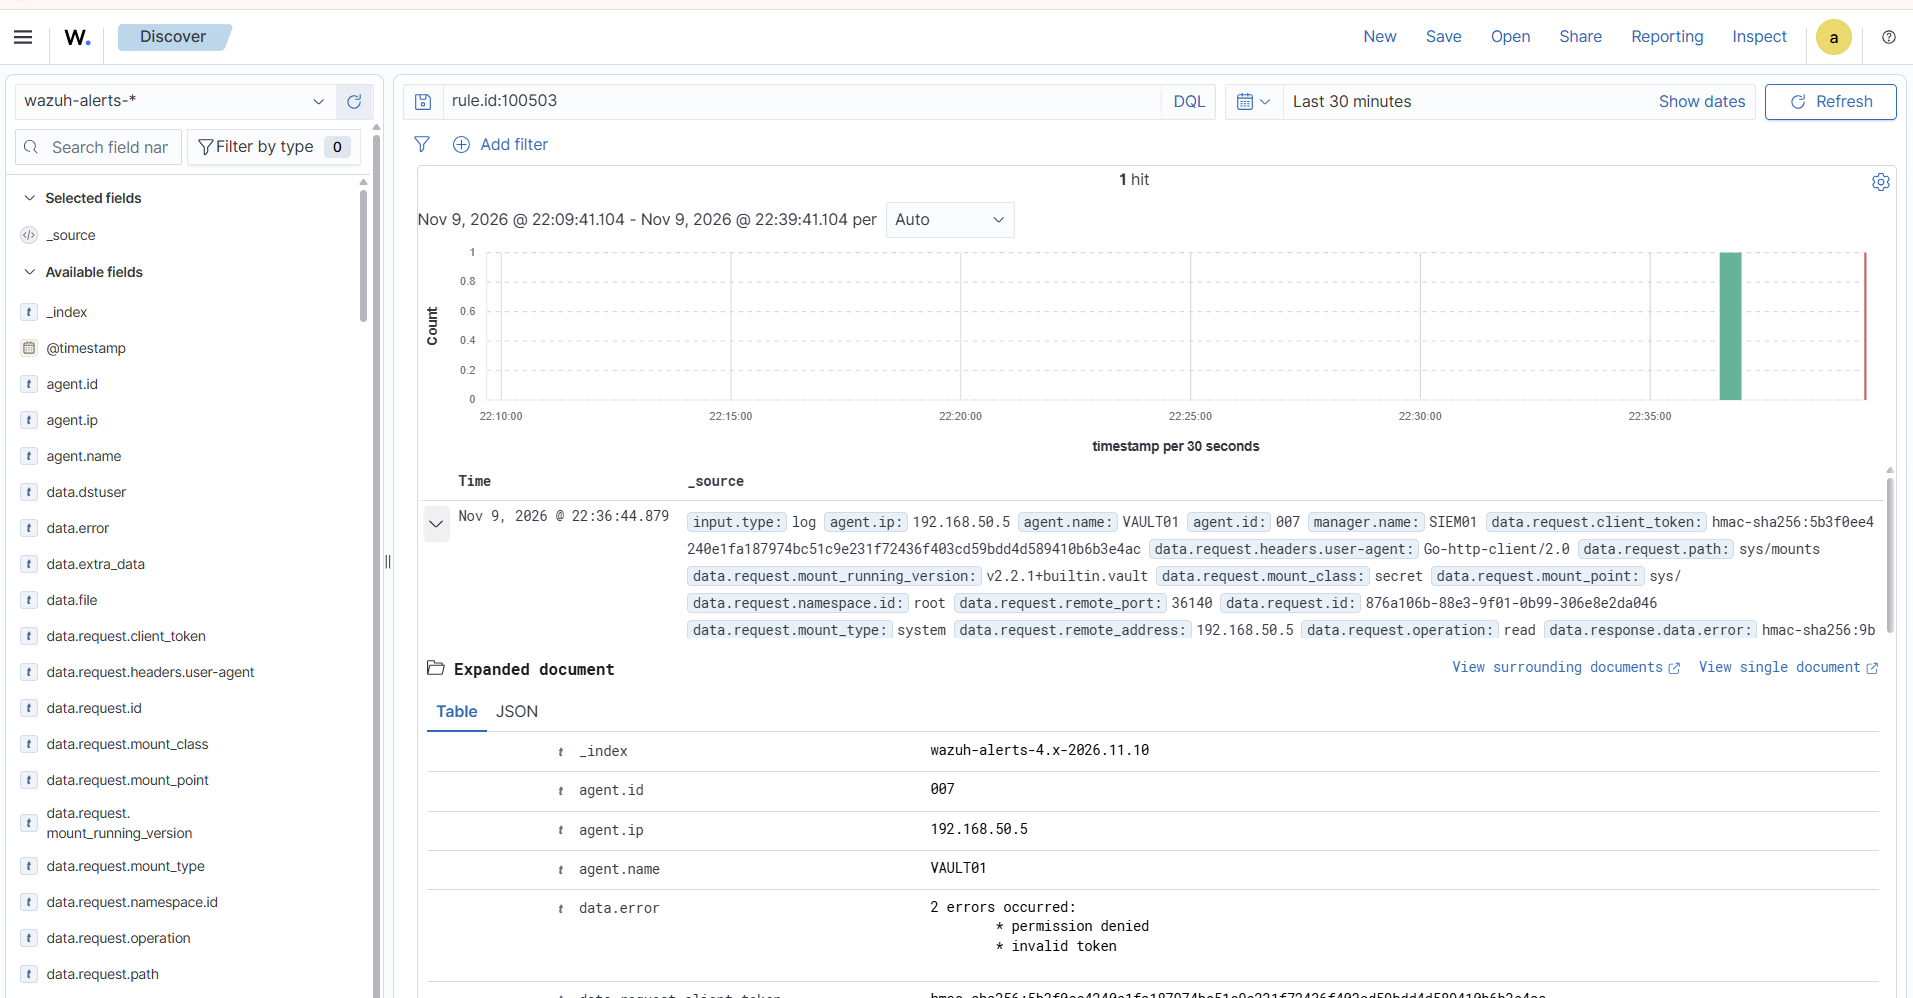 W. Discover New Save Open Share Reporting Inspect a
wazuh-alerts-*
Search field nar Filter by type 0
Selected fields
_source
Available fields
_index
@timestamp
agent.id
agent.ip
agent.name
data.dstuser
data.error
data.extra_data
data.file
data.request.client_token
data.request.headers.user-agent
data.request.id
data.request.mount_class
data.request.mount_point
data.request.
mount_running_version
data.request.mount_type
data.request.namespace.id
data.request.operation
data.request.path
rule.id:100503 DQL Last 30 minutes Show dates Refresh
Add filter
1 hit
Nov 9, 2026 @ 22:09:41.104 - Nov 9, 2026 @ 22:39:41.104 per Auto
Count
1
0.8
0.6
0.4
0.2
0
22:10:00 22:15:00 22:20:00 22:25:00 22:30:00 22:35:00
timestamp per 30 seconds
Time _source
Nov 9, 2026 @ 22:36:44.879 input.type: log agent.ip: 192.168.50.5 agent.name: VAULT01 agent.id: 007 manager.name: SIEM01 data.request.client_token: hmac-sha256:5b3f0ee4
240e1fa187974bc51c9e231f72436f403cd59bdd4d589410b6b3e4ac data.request.headers.user-agent: Go-http-client/2.0 data.request.path: sys/mounts
data.request.mount_running_version: v2.2.1+builtin.vault data.request.mount_class: secret data.request.mount_point: sys/
data.request.namespace.id: root data.request.remote_port: 36140 data.request.id: 876a106b-88e3-9f01-0b99-306e8e2da046
data.request.mount_type: system data.request.remote_address: 192.168.50.5 data.request.operation: read data.response.data.error: hmac-sha256:9b
Expanded document View surrounding documents View single document
Table JSON
t _index wazuh-alerts-4.x-2026.11.10
t agent.id 007
t agent.ip 192.168.50.5
t agent.name VAULT01
t data.error 2 errors occurred:
* permission denied
* invalid token